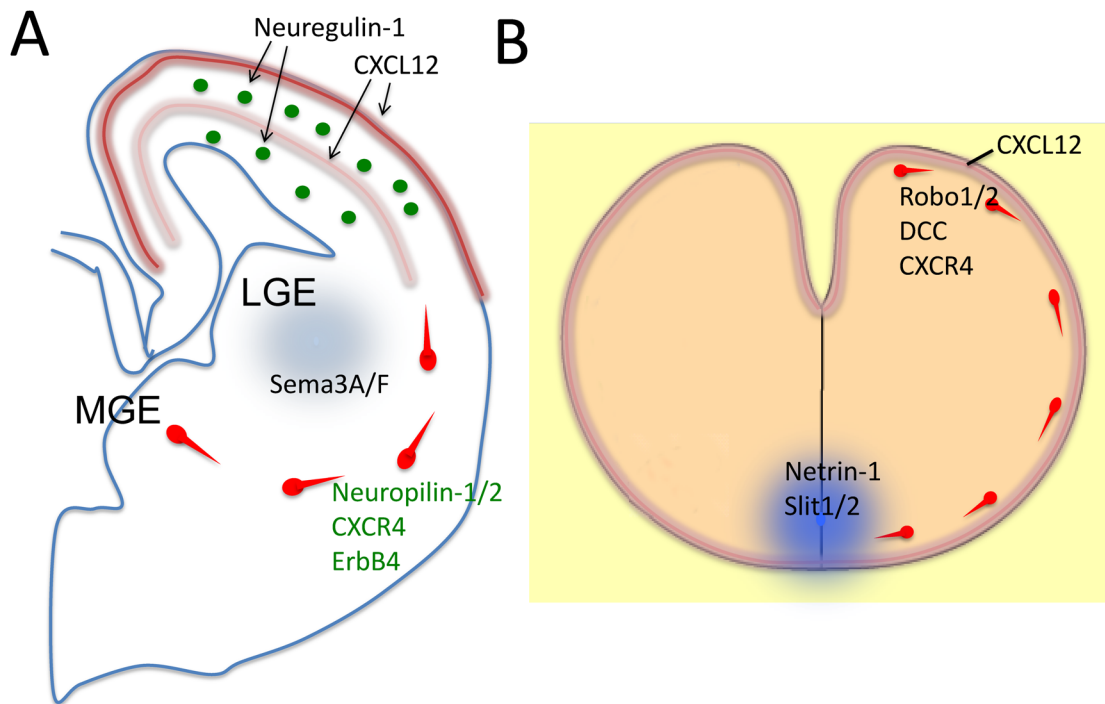 A
Neuregulin-1
CXCL12
LGE
Sema3A/F
MGE
Neuropilin-1/2
CXCR4
ErbB4
B
CXCL12
Robo1/2
DCC
CXCR4
Netrin-1
Slit1/2